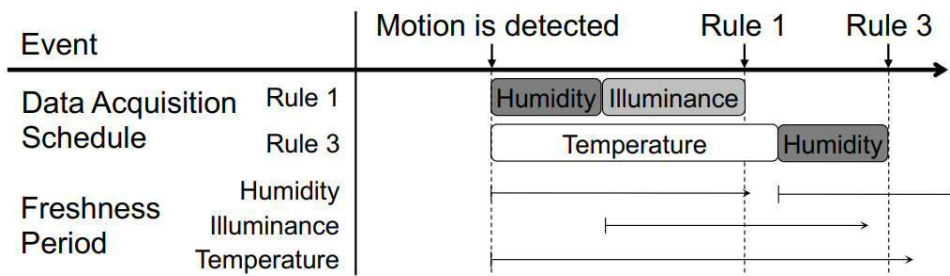 Event
Motion is detected
Rule 1
Rule 3
Data Acquisition
Schedule
Rule 1
Humidity
Illuminance
Rule 3
Temperature
Humidity
Freshness
Period
Humidity
Illuminance
Temperature